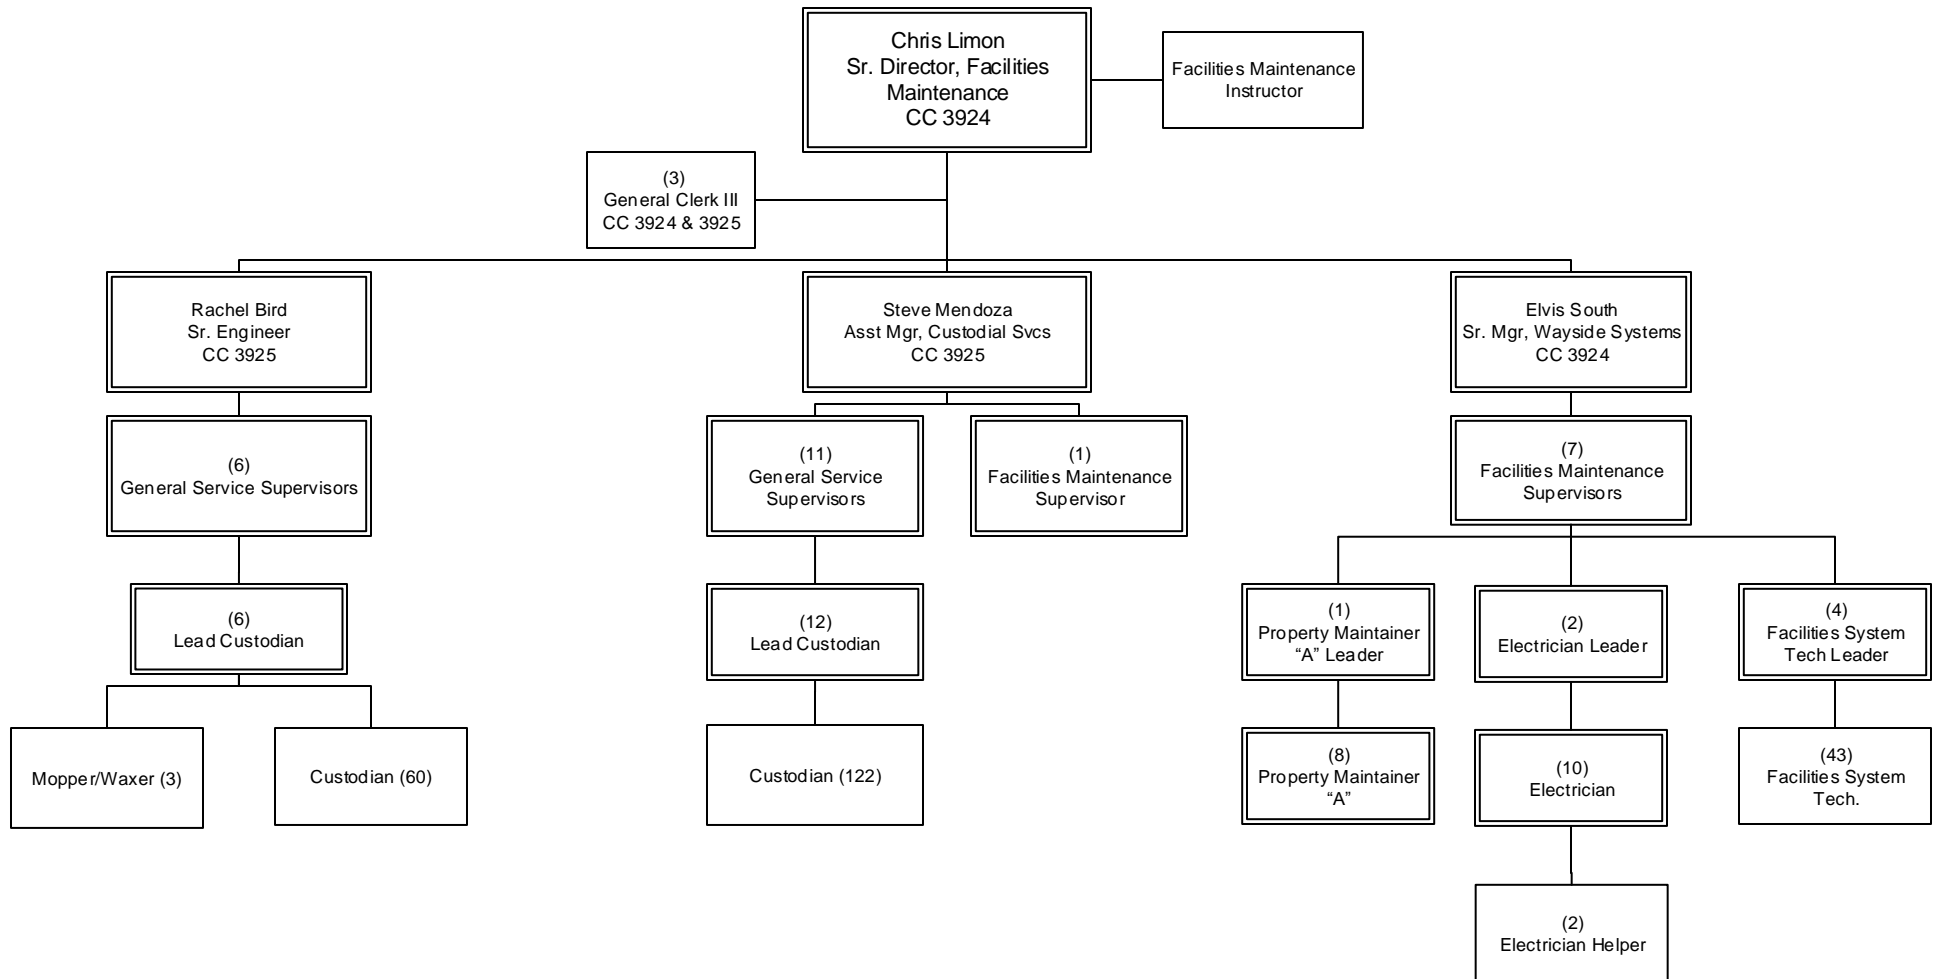 Chris Limon
Sr. Director, Facilities
Maintenance
CC 3924
Facilities Maintenance
Instructor
(3)
General Clerk III
CC 3924 & 3925
Rachel Bird
Sr. Engineer
CC 3925
Steve Mendoza
Asst Mgr, Custodial Svcs
CC 3925
Elvis South
Sr. Mgr, Wayside Systems
CC 3924
(6)
General Service Supervisors
(11)
General Service
Supervisors
(1)
Facilities Maintenance
Supervisor
(7)
Facilities Maintenance
Supervisors
(6)
Lead Custodian
(12)
Lead Custodian
(1)
Property Maintainer
“A” Leader
(2)
Electrician Leader
(4)
Facilities System
Tech Leader
Mopper/Waxer (3)
Custodian (60)
Custodian (122)
(8)
Property Maintainer
“A”
(10)
Electrician
(43)
Facilities System
Tech.
(2)
Electrician Helper